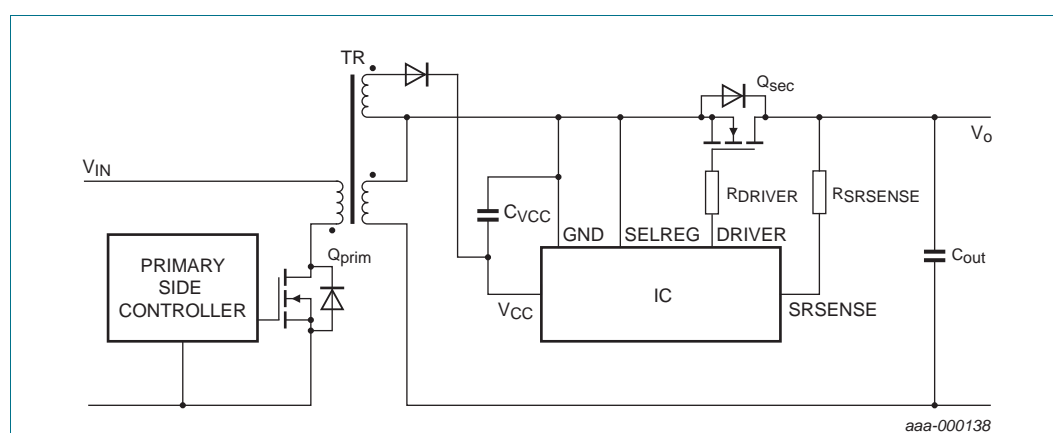 TR
Qsec
Vo
VIN
RDRIVER
RSRSENSE
CVCC
GND
SELREG
DRIVER
Qprim
Cout
PRIMARY
SIDE
CONTROLLER
IC
VCC
SRSENSE
aaa-000138